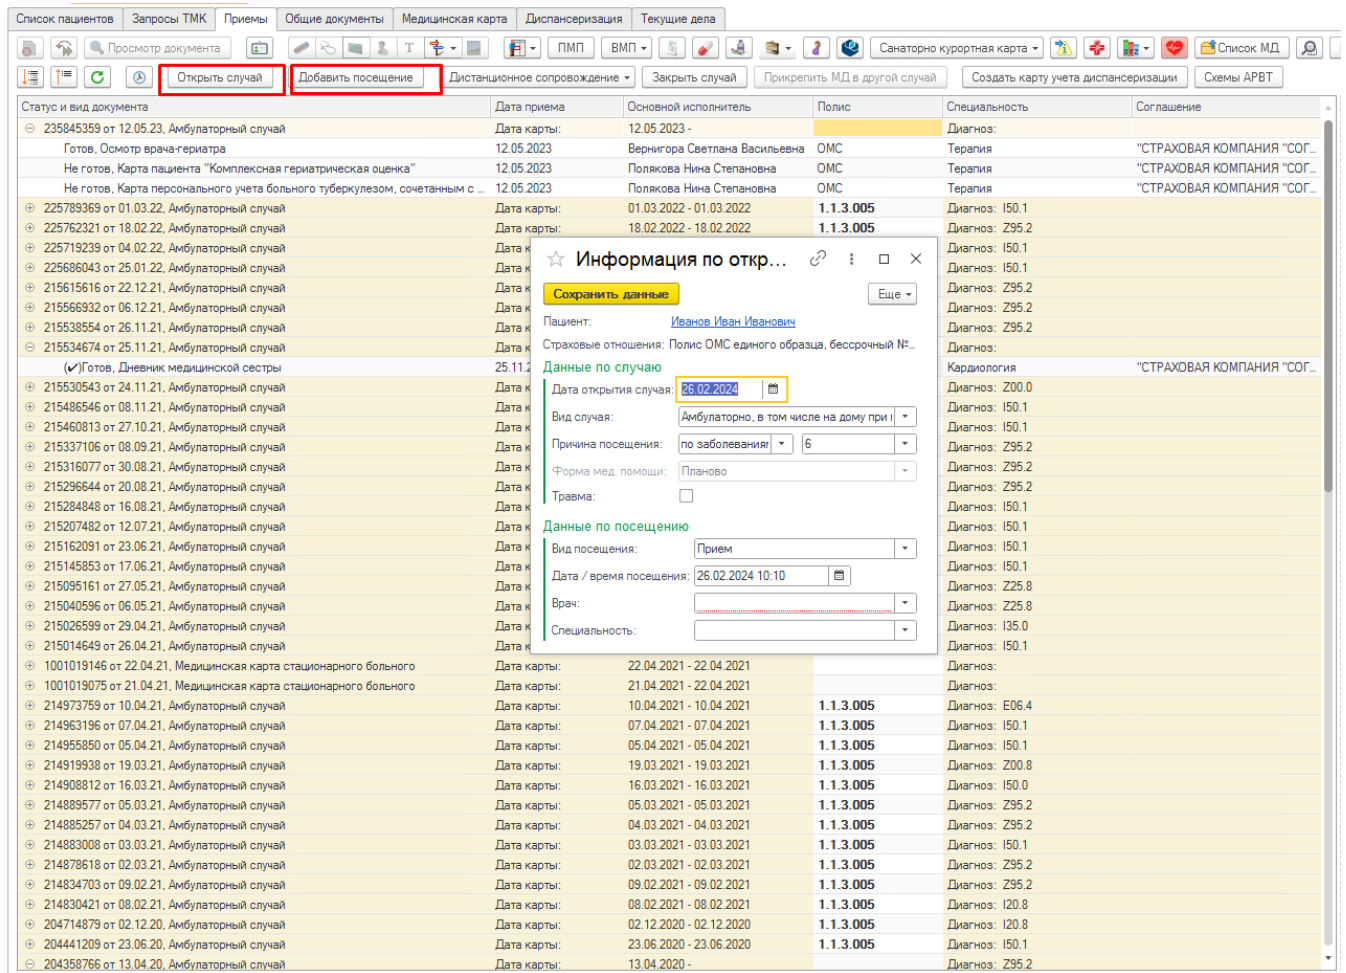 Список пациентов Запросы ТМК Приемы Общие документы Медицинская карта Диспансеризация Текущие дела
Просмотр документа T ПМП ВМП Санаторно курортная карта Список МД
Открыть случай Добавить посещение Дистанционное сопровождение Закрыть случай Прикрепить МД в другой случай Создать карту учета диспансеризации Схемы АРВТ
Статус и вид документа Дата приема Основной исполнитель Полис Специальность Соглашение
235845359 от 12.05.23, Амбулаторный случай Дата карты: 12.05.2023 - Диагноз:
Готов, Осмотр врача-гериатра 12.05.2023 Вернигора Светлана Васильевна ОМС Терапия "СТРАХОВАЯ КОМПАНИЯ "СОГ...
Не готов, Карта пациента "Комплексная гериатрическая оценка" 12.05.2023 Полякова Нина Степановна ОМС Терапия "СТРАХОВАЯ КОМПАНИЯ "СОГ...
Не готов, Карта персонального учета больного туберкулезом, сочетанным с ... 12.05.2023 Полякова Нина Степановна ОМС Терапия "СТРАХОВАЯ КОМПАНИЯ "СОГ...
225789369 от 01.03.22, Амбулаторный случай Дата карты: 01.03.2022 - 01.03.2022 1.1.3.005 Диагноз: I50.1
225762321 от 18.02.22, Амбулаторный случай Дата карты: 18.02.2022 - 18.02.2022 1.1.3.005 Диагноз: Z95.2
225719239 от 04.02.22, Амбулаторный случай Дата к Диагноз: I50.1
225686043 от 25.01.22, Амбулаторный случай Дата к Диагноз: I50.1
215615616 от 22.12.21, Амбулаторный случай Дата к Диагноз: Z95.2
215566932 от 06.12.21, Амбулаторный случай Дата к Диагноз: Z95.2
215538554 от 26.11.21, Амбулаторный случай Дата к Диагноз: Z95.2
215534674 от 25.11.21, Амбулаторный случай Дата к Диагноз:
(✔)Готов, Дневник медицинской сестры 25.11.2 Кардиология "СТРАХОВАЯ КОМПАНИЯ "СОГ...
215530543 от 24.11.21, Амбулаторный случай Дата к Диагноз: Z00.0
215486546 от 08.11.21, Амбулаторный случай Дата к Диагноз: I50.1
215460813 от 27.10.21, Амбулаторный случай Дата к Диагноз: I50.1
215337106 от 08.09.21, Амбулаторный случай Дата к Диагноз: Z95.2
215316077 от 30.08.21, Амбулаторный случай Дата к Диагноз: Z95.2
215296644 от 20.08.21, Амбулаторный случай Дата к Диагноз: Z95.2
215284848 от 16.08.21, Амбулаторный случай Дата к Диагноз: I50.1
215207482 от 12.07.21, Амбулаторный случай Дата к Диагноз: I50.1
215162091 от 23.06.21, Амбулаторный случай Дата к Диагноз: I50.1
215145853 от 17.06.21, Амбулаторный случай Дата к Диагноз: I50.1
215095161 от 27.05.21, Амбулаторный случай Дата к Диагноз: Z25.8
215040596 от 06.05.21, Амбулаторный случай Дата к Диагноз: Z25.8
215026599 от 29.04.21, Амбулаторный случай Дата к Диагноз: I35.0
215014649 от 26.04.21, Амбулаторный случай Дата к Диагноз: I50.1
1001019146 от 22.04.21, Медицинская карта стационарного больного Дата карты: 22.04.2021 - 22.04.2021 Диагноз:
1001019075 от 21.04.21, Медицинская карта стационарного больного Дата карты: 21.04.2021 - 22.04.2021 Диагноз:
214973759 от 10.04.21, Амбулаторный случай Дата карты: 10.04.2021 - 10.04.2021 1.1.3.005 Диагноз: E06.4
214963196 от 07.04.21, Амбулаторный случай Дата карты: 07.04.2021 - 07.04.2021 1.1.3.005 Диагноз: I50.1
214955850 от 05.04.21, Амбулаторный случай Дата карты: 05.04.2021 - 05.04.2021 1.1.3.005 Диагноз: I50.1
214919938 от 19.03.21, Амбулаторный случай Дата карты: 19.03.2021 - 19.03.2021 1.1.3.005 Диагноз: Z00.8
214908812 от 16.03.21, Амбулаторный случай Дата карты: 16.03.2021 - 16.03.2021 1.1.3.005 Диагноз: I50.0
214889577 от 05.03.21, Амбулаторный случай Дата карты: 05.03.2021 - 05.03.2021 1.1.3.005 Диагноз: Z95.2
214885257 от 04.03.21, Амбулаторный случай Дата карты: 04.03.2021 - 04.03.2021 1.1.3.005 Диагноз: Z95.2
214883008 от 03.03.21, Амбулаторный случай Дата карты: 03.03.2021 - 03.03.2021 1.1.3.005 Диагноз: I50.1
214878618 от 02.03.21, Амбулаторный случай Дата карты: 02.03.2021 - 02.03.2021 1.1.3.005 Диагноз: Z95.2
214834703 от 09.02.21, Амбулаторный случай Дата карты: 09.02.2021 - 09.02.2021 1.1.3.005 Диагноз: Z95.2
214830421 от 08.02.21, Амбулаторный случай Дата карты: 08.02.2021 - 08.02.2021 1.1.3.005 Диагноз: I20.8
204714879 от 02.12.20, Амбулаторный случай Дата карты: 02.12.2020 - 02.12.2020 1.1.3.005 Диагноз: I20.8
204441209 от 23.06.20, Амбулаторный случай Дата карты: 23.06.2020 - 23.06.2020 1.1.3.005 Диагноз: I50.1
204358766 от 13.04.20, Амбулаторный случай Дата карты: 13.04.2020 - Диагноз: Z95.2
Информация по откр...
Сохранить данные Еще
Пациент: Иванов Иван Иванович
Страховые отношения: Полис ОМС единого образца, бессрочный №...
Данные по случаю
Дата открытия случая: 26.02.2024
Вид случая: Амбулаторно, в том числе на дому при
Причина посещения: по заболевания 6
Форма мед. помощи: Планово
Травма:
Данные по посещению
Вид посещения: Прием
Дата / время посещения: 26.02.2024 10:10
Врач:
Специальность: